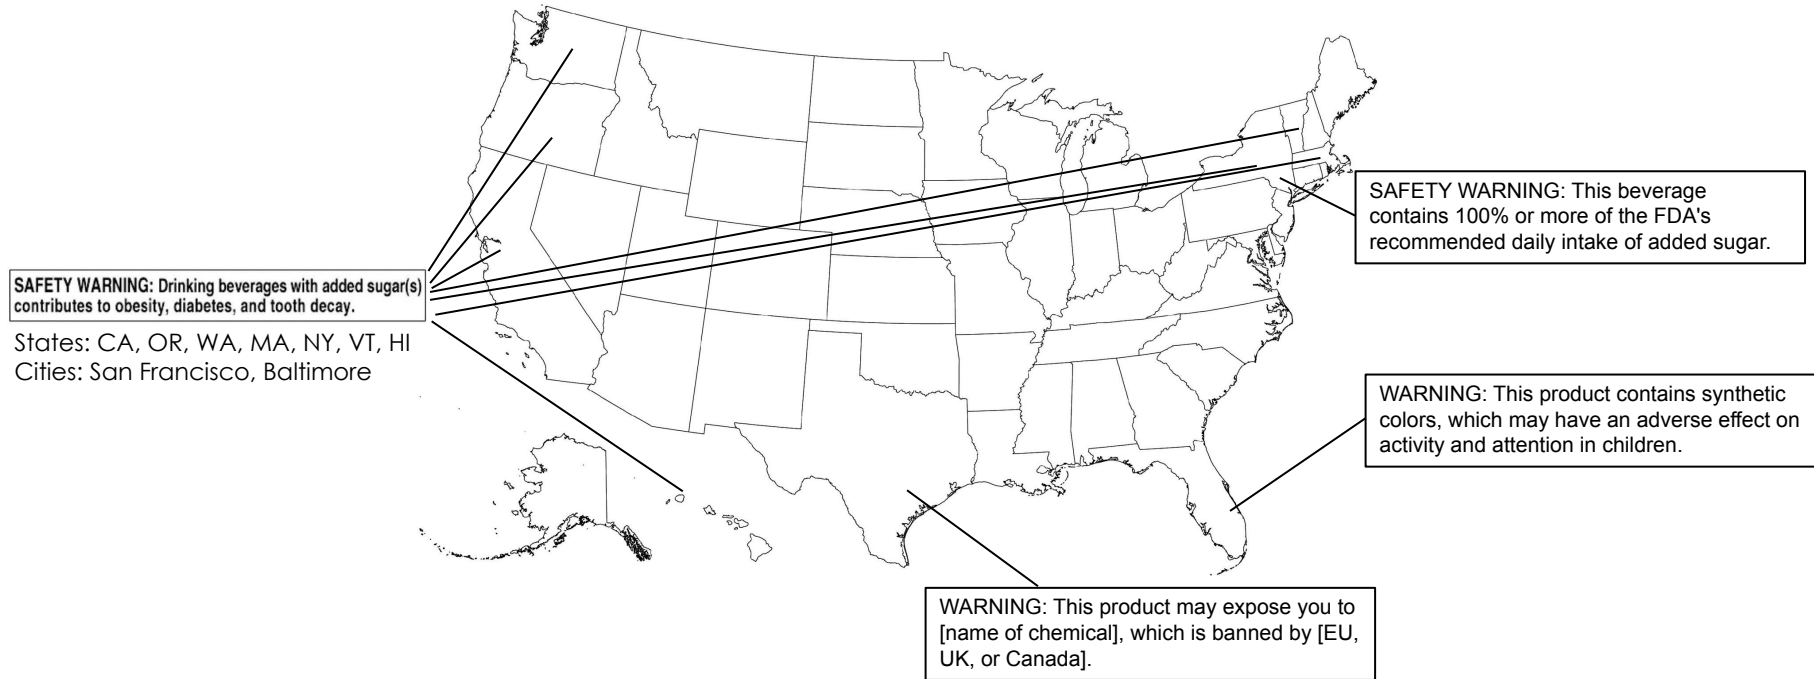 SAFETY WARNING: Drinking beverages with added sugar(s)
contributes to obesity, diabetes, and tooth decay.
States: CA, OR, WA, MA, NY, VT, HI
Cities: San Francisco, Baltimore
SAFETY WARNING: This beverage
contains 100% or more of the FDA's
recommended daily intake of added sugar.
WARNING: This product contains synthetic
colors, which may have an adverse effect on
activity and attention in children.
WARNING: This product may expose you to
[name of chemical], which is banned by [EU,
UK, or Canada].